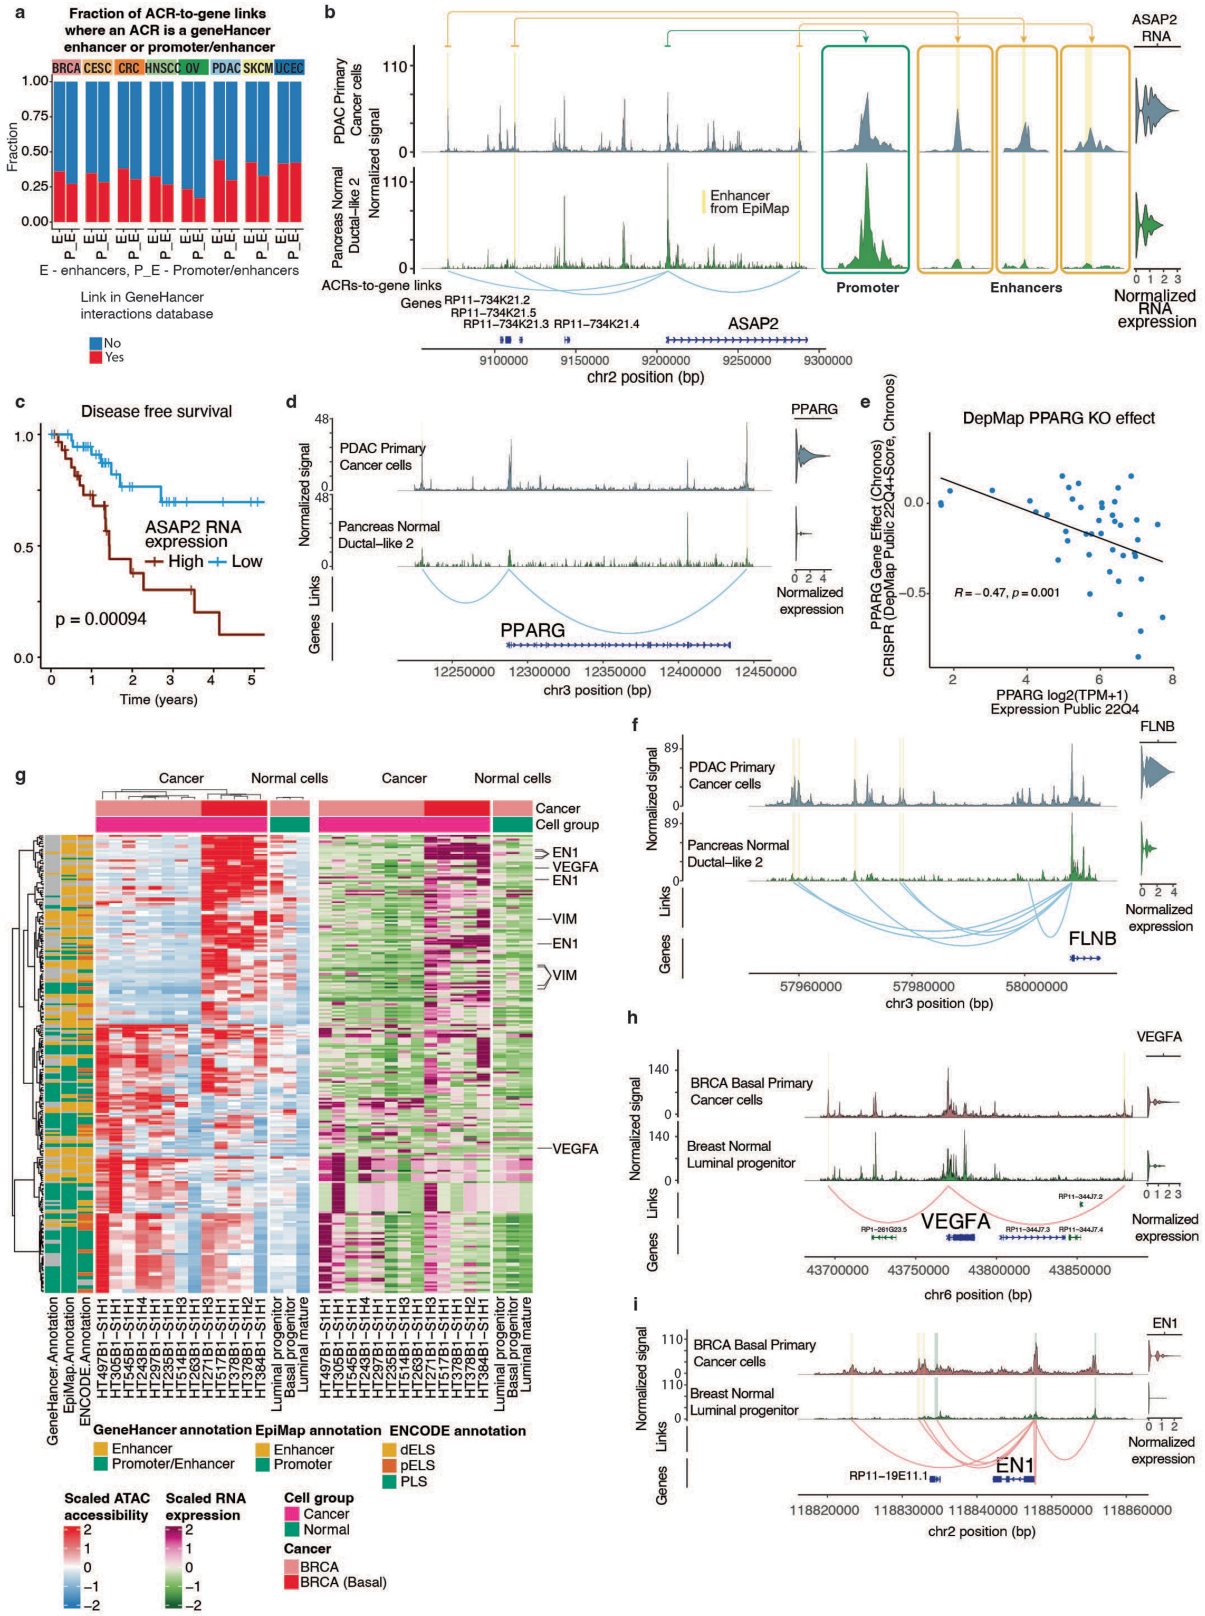 a
Fraction of ACR-to-gene links
where an ACR is a geneHancer
enhancer or promoter/enhancer
BRCA CESC CRC HNSCC OV PDAC SKCM UCEC
1.00
0.75
0.50
0.25
0.00
Fraction
E P_E E P_E E P_E E P_E E P_E E P_E E P_E E P_E
E - enhancers, P_E - Promoter/enhancers
Link in GeneHancer
interactions database
No
Yes
b
PDAC Primary
Cancer cells
Pancreas Normal
Ductal–like 2
Normalized signal
110
0
110
0
Enhancer
from EpiMap
ACRs-to-gene links
Genes
RP11−734K21.2
RP11−734K21.5
RP11−734K21.3 RP11−734K21.4
ASAP2
9100000 9150000 9200000 9250000 9300000
chr2 position (bp)
Promoter
Enhancers
ASAP2
RNA
0 1 2 3
Normalized
RNA
expression
c
Disease free survival
1.0
0.5
0.0
ASAP2 RNA
expression
High Low
p = 0.00094
0 1 2 3 4 5
Time (years)
d
Normalized signal
48
0
48
0
PDAC Primary
Cancer cells
Pancreas Normal
Ductal–like 2
Links
Genes
PPARG
12250000 12300000 12350000 12400000 12450000
chr3 position (bp)
PPARG
0 2 4
Normalized
expression
e
DepMap PPARG KO effect
PPARG Gene Effect (Chronos)
CRISPR (DepMap Public 22Q4+Score, Chronos)
0.0
−0.5
R = −0.47, p = 0.001
2 4 6 8
PPARG log2(TPM+1)
Expression Public 22Q4
f
Normalized signal
89
0
89
0
PDAC Primary
Cancer cells
Pancreas Normal
Ductal–like 2
Links
Genes
FLNB
57960000 57980000 58000000
chr3 position (bp)
FLNB
0 2 4
Normalized
expression
g
Cancer Normal cells Cancer Normal cells
Cancer
Cell group
EN1
VEGFA
EN1
VIM
EN1
VIM
VEGFA
GeneHancer.Annotation
EpiMap.Annotation
ENCODE.Annotation
HT497B1−S1H1
HT305B1−S1H1
HT545B1−S1H1
HT243B1−S1H4
HT297B1−S1H1
HT235B1−S1H1
HT514B1−S1H3
HT263B1−S1H1
HT271B1−S1H3
HT517B1−S1H1
HT378B1−S1H1
HT378B1−S1H2
HT384B1−S1H1
Luminal progenitor
Basal progenitor
Luminal mature
HT497B1−S1H1
HT305B1−S1H1
HT545B1−S1H1
HT243B1−S1H4
HT297B1−S1H1
HT235B1−S1H1
HT514B1−S1H3
HT263B1−S1H1
HT271B1−S1H3
HT517B1−S1H1
HT378B1−S1H1
HT378B1−S1H2
HT384B1−S1H1
Luminal progenitor
Basal progenitor
Luminal mature
GeneHancer annotation
Enhancer
Promoter/Enhancer
EpiMap annotation
Enhancer
Promoter
ENCODE annotation
dELS
pELS
PLS
Scaled ATAC
accessibility
2
1
0
−1
−2
Scaled RNA
expression
2
1
0
−1
−2
Cell group
Cancer
Normal
Cancer
BRCA
BRCA (Basal)
h
Normalized signal
140
0
140
0
BRCA Basal Primary
Cancer cells
Breast Normal
Luminal progenitor
Links
Genes
RP11−344J7.2
VEGFA
RP1−261G23.5 RP11−344J7.3 RP11−344J7.4
43700000 43750000 43800000 43850000
chr6 position (bp)
VEGFA
0 1 2 3
Normalized
expression
i
Normalized signal
110
0
110
0
BRCA Basal Primary
Cancer cells
Breast Normal
Luminal progenitor
Links
Genes
RP11−19E11.1 EN1
118820000 118830000 118840000 118850000 118860000
chr2 position (bp)
EN1
0 1 2
Normalized
expression